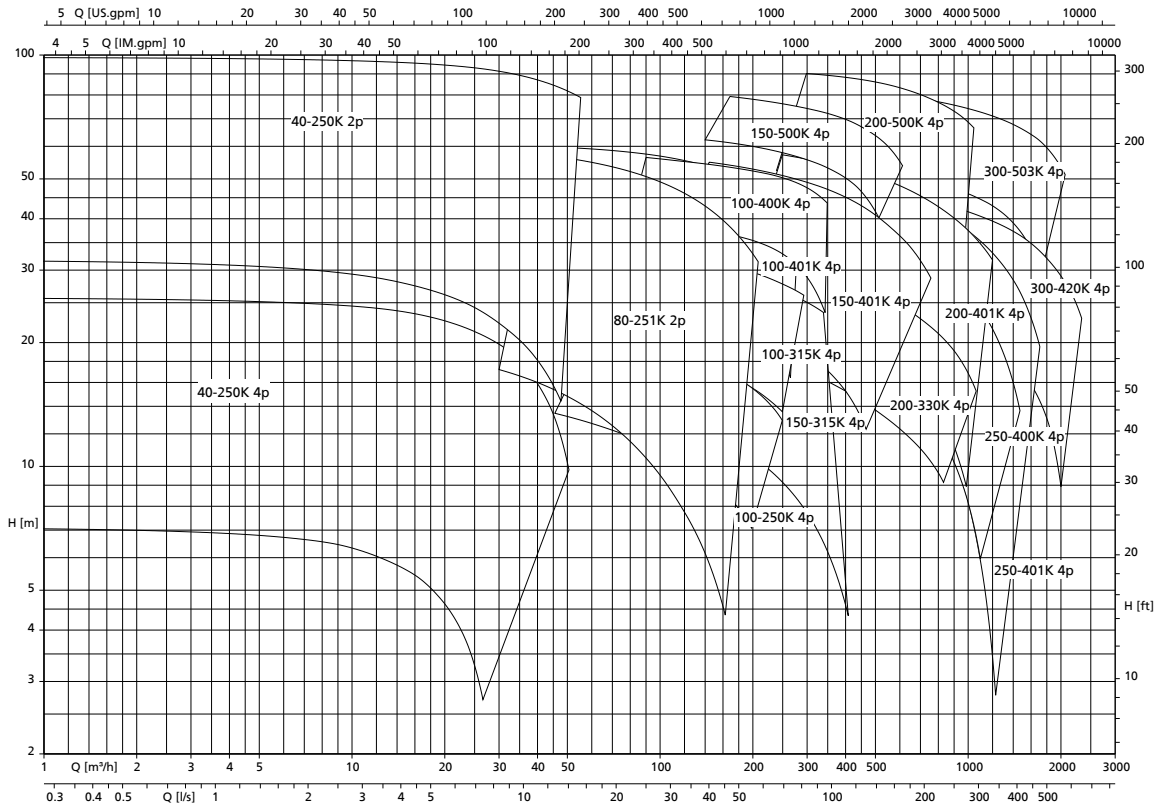 5 Q [US.gpm] 10 20 30 40 50 100 200 300 400 500 1000 2000 3000 4000 5000 10000
4 5 Q [IM.gpm] 10 20 30 40 50 100 200 300 400 500 1000 2000 3000 4000 5000 10000
100
300
40-250K 2p
200-500K 4p
150-500K 4p
200
300-503K 4p
50
100-400K 4p
40
30
100-401K 4p
100
300-420K 4p
150-401K 4p
200-401K 4p
80-251K 2p
20
100-315K 4p
40-250K 4p
50
200-330K 4p
150-315K 4p
40
250-400K 4p
10
30
100-250K 4p
H [m]
20
250-401K 4p
5
H [ft]
4
3
10
2
1 Q [m³/h] 2 3 4 5 10 20 30 40 50 100 200 300 400 500 1000 2000 3000
0.3 0.4 0.5 Q [l/s] 1 2 3 4 5 10 20 30 40 50 100 200 300 400 500